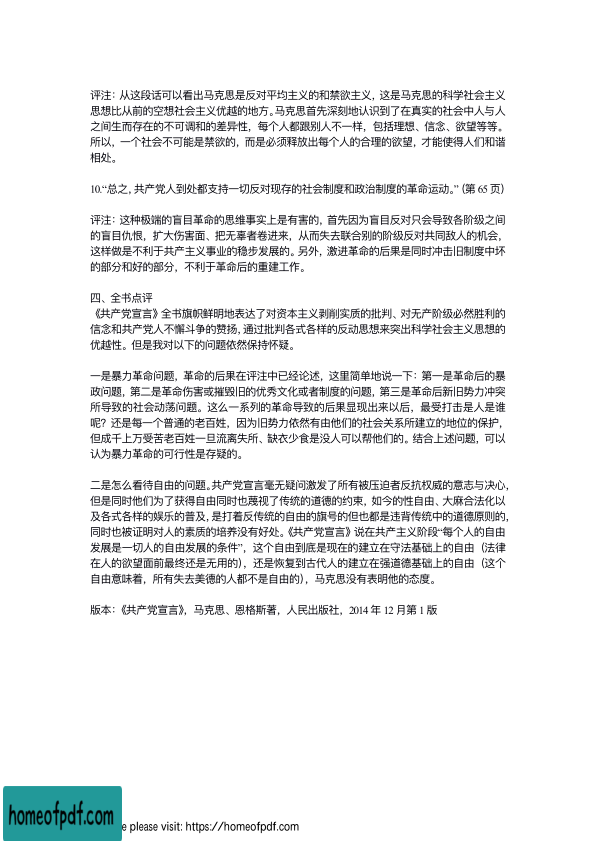 评注：从这段话可以看出马克思是反对平均主义的和禁欲主义，这是马克思的科学社会主义
思想比从前的空想社会主义优越的地方。马克思首先深刻地认识到了在真实的社会中人与人
之间生而存在的不可调和的差异性，每个人都跟别人不一样，包括理想、信念、欲望等等。
所以，一个社会不可能是禁欲的，而是必须释放出每个人的合理的欲望，才能使得人们和谐
相处。
10.“总之，共产党人到处都支持一切反对现存的社会制度和政治制度的革命运动。”（第 65 页）
评注：这种极端的盲目革命的思维事实上是有害的，首先因为盲目反对只会导致各阶级之间
的盲目仇恨，扩大伤害面、把无辜者卷进来，从而失去联合别的阶级反对共同敌人的机会，
这样做是不利于共产主义事业的稳步发展的。另外，激进革命的后果是同时冲击旧制度中坏
的部分和好的部分，不利于革命后的重建工作。
四、全书点评
《共产党宣言》全书旗帜鲜明地表达了对资本主义剥削实质的批判、对无产阶级必然胜利的
信念和共产党人不懈斗争的赞扬，通过批判各式各样的反动思想来突出科学社会主义思想的
优越性。但是我对以下的问题依然保持怀疑。
一是暴力革命问题，革命的后果在评注中已经论述，这里简单地说一下：第一是革命后的暴
政问题，第二是革命伤害或摧毁旧的优秀文化或者制度的问题，第三是革命后新旧势力冲突
所导致的社会动荡问题。这么一系列的革命导致的后果显现出来以后，最受打击是人是谁
呢？还是每一个普通的老百姓，因为旧势力依然有由他们的社会关系所建立的地位的保护，
但成千上万受苦老百姓一旦流离失所、缺衣少食是没人可以帮他们的。结合上述问题，可以
认为暴力革命的可行性是存疑的。
二是怎么看待自由的问题。共产党宣言毫无疑问激发了所有被压迫者反抗权威的意志与决心，
但是同时他们为了获得自由同时也蔑视了传统的道德的约束，如今的性自由、大麻合法化以
及各式各样的娱乐的普及，是打着反传统的自由的旗号的但也都是违背传统中的道德原则的，
同时也被证明对人的素质的培养没有好处。《共产党宣言》说在共产主义阶段“每个人的自由
发展是一切人的自由发展的条件”，这个自由到底是现在的建立在守法基础上的自由（法律
在人的欲望面前最终还是无用的），还是恢复到古代人的建立在强道德基础上的自由（这个
自由意味着，所有失去美德的人都不是自由的），马克思没有表明他的态度。
版本：《共产党宣言》，马克思、恩格斯著，人民出版社，2014 年 12 月第 1 版
homeofpdf.com
please visit: https://homeofpdf.com